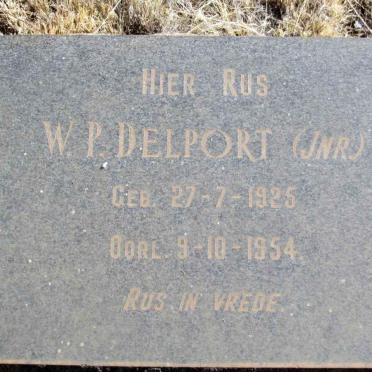 HIER RUS
W. P. DELPORT (JNR)
GEB. 27-7-1925
OORL. 9-10-1954.
RUS IN VREDE.